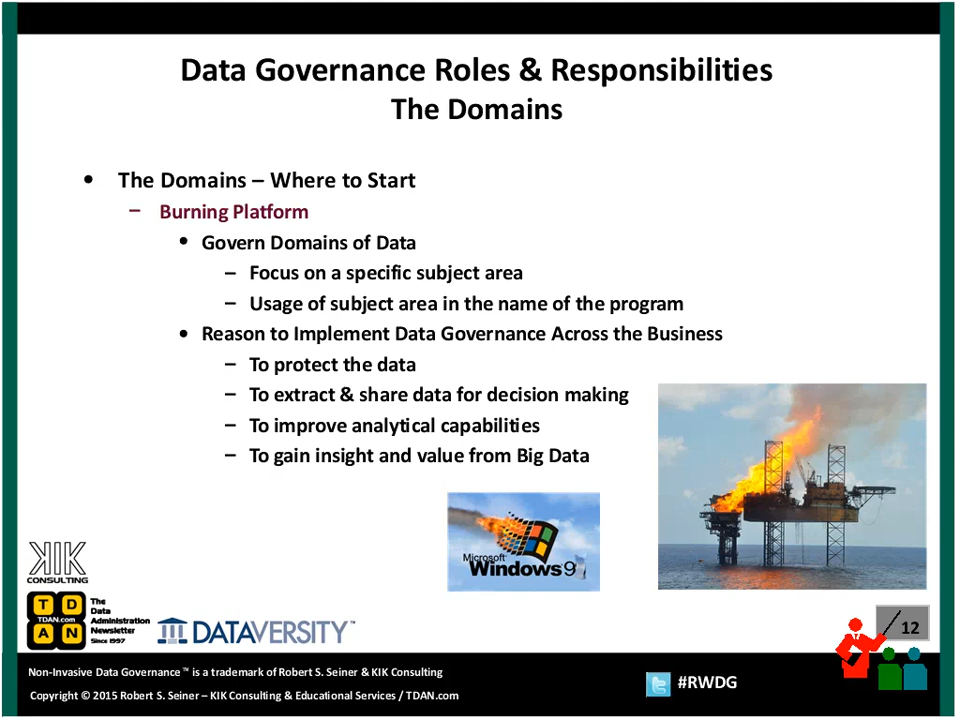 Data Governance Roles & Responsibilities
The Domains
• The Domains – Where to Start
– Burning Platform
• Govern Domains of Data
– Focus on a specific subject area
– Usage of subject area in the name of the program
• Reason to Implement Data Governance Across the Business
– To protect the data
– To extract & share data for decision making
– To improve analytical capabilities
– To gain insight and value from Big Data
Microsoft
Windows 9
KIK
CONSULTING
T D
TDAN.com
A N
The
Data
Administration
Newsletter
Since 1997
DATAVERSITY™
12
Non-Invasive Data Governance ™ is a trademark of Robert S. Seiner & KIK Consulting
Copyright © 2015 Robert S. Seiner – KIK Consulting & Educational Services / TDAN.com
#RWDG